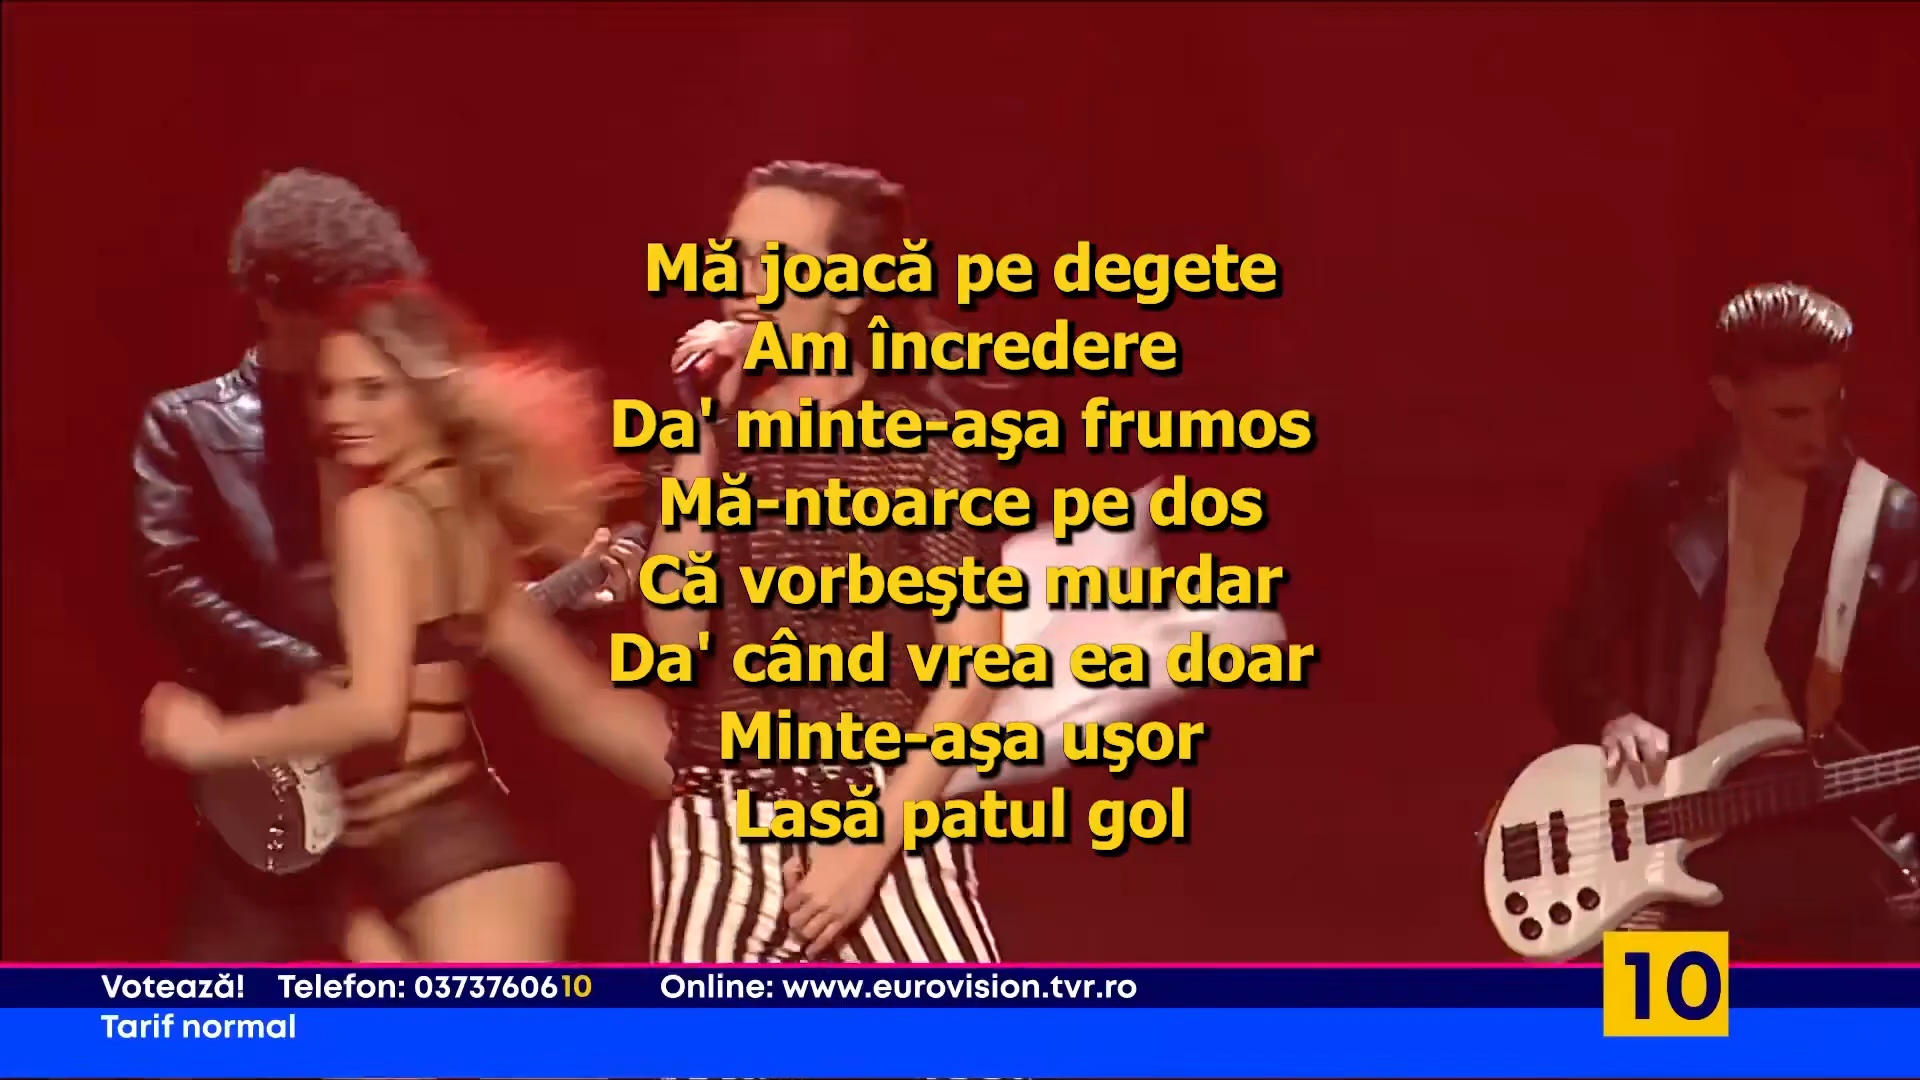 Mă joacă pe degete
Am încredere
Da' minte-aşa frumos
Mă-ntoarce pe dos
Că vorbeşte murdar
Da' când vrea ea doar
Minte-aşa uşor
Lasă patul gol
Votează! Telefon: 0373760610 Online: www.eurovision.tvr.ro
Tarif normal
10